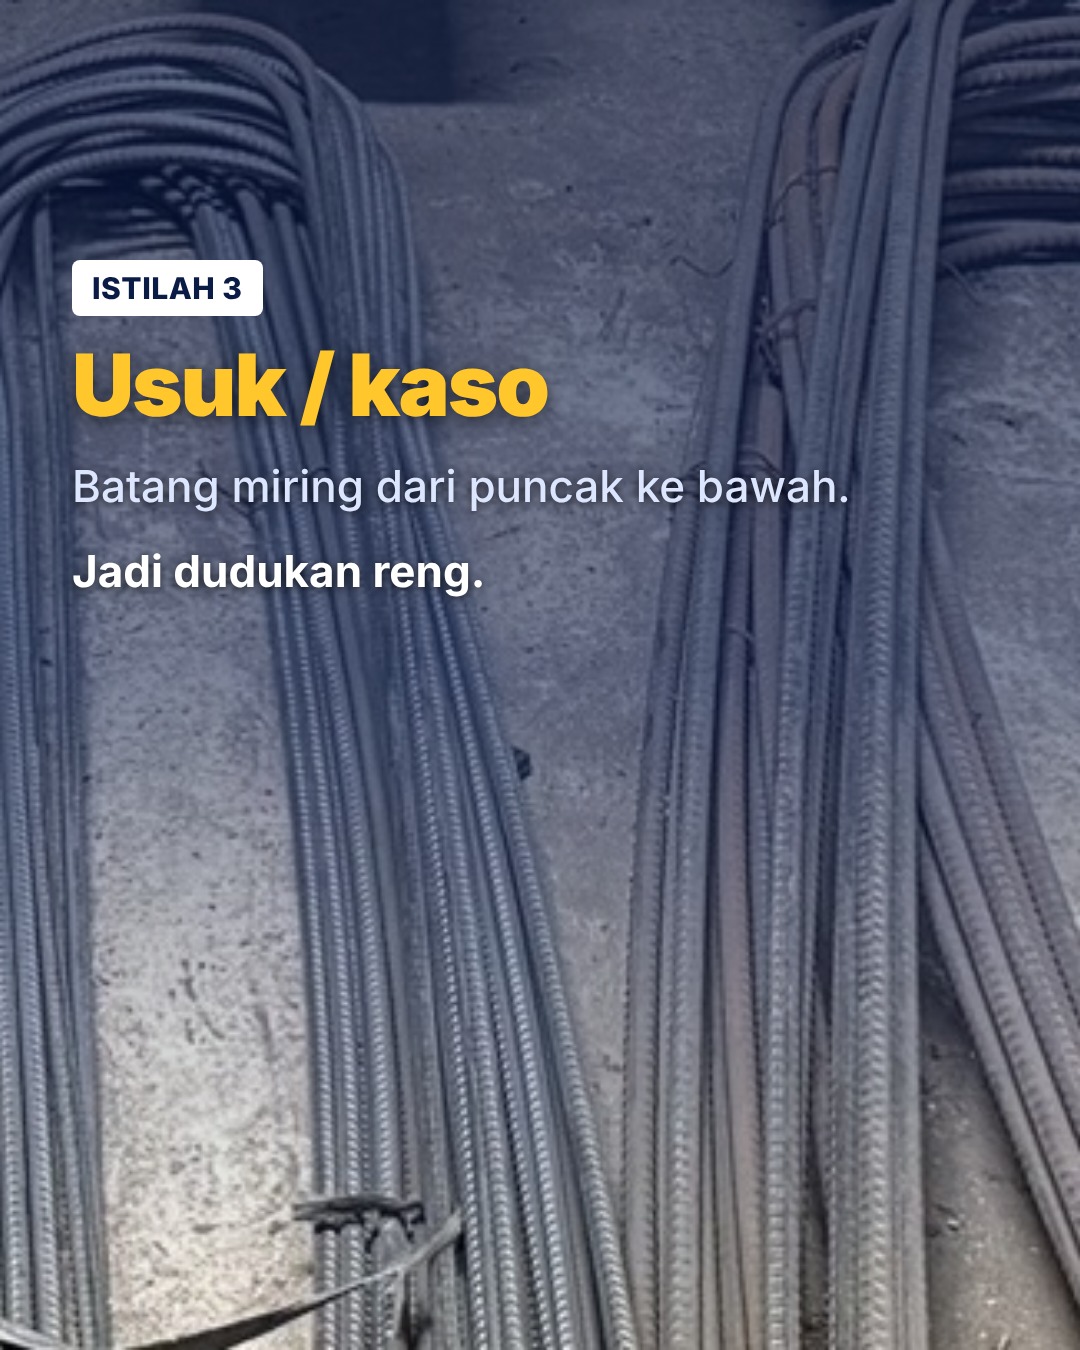 ISTILAH 3
Usuk / kaso
Batang miring dari puncak ke bawah.
Jadi dudukan reng.